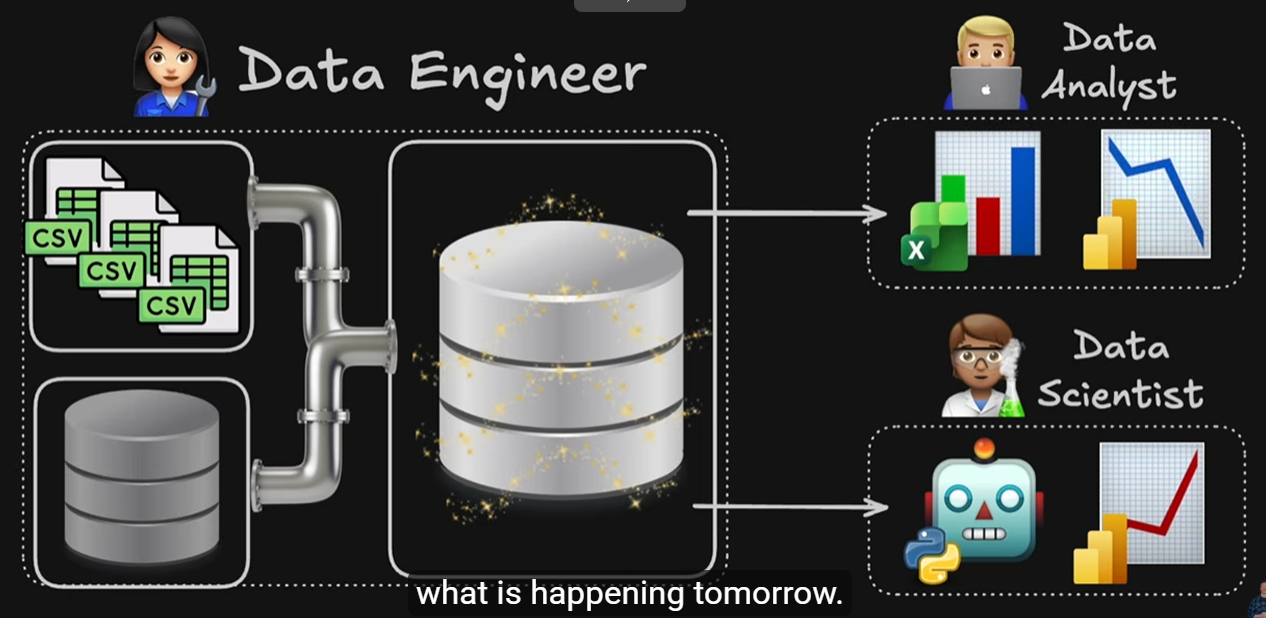 Data Engineer
Data
Analyst
CSV
CSV
CSV
X
Data
Scientist
what is happening tomorrow.